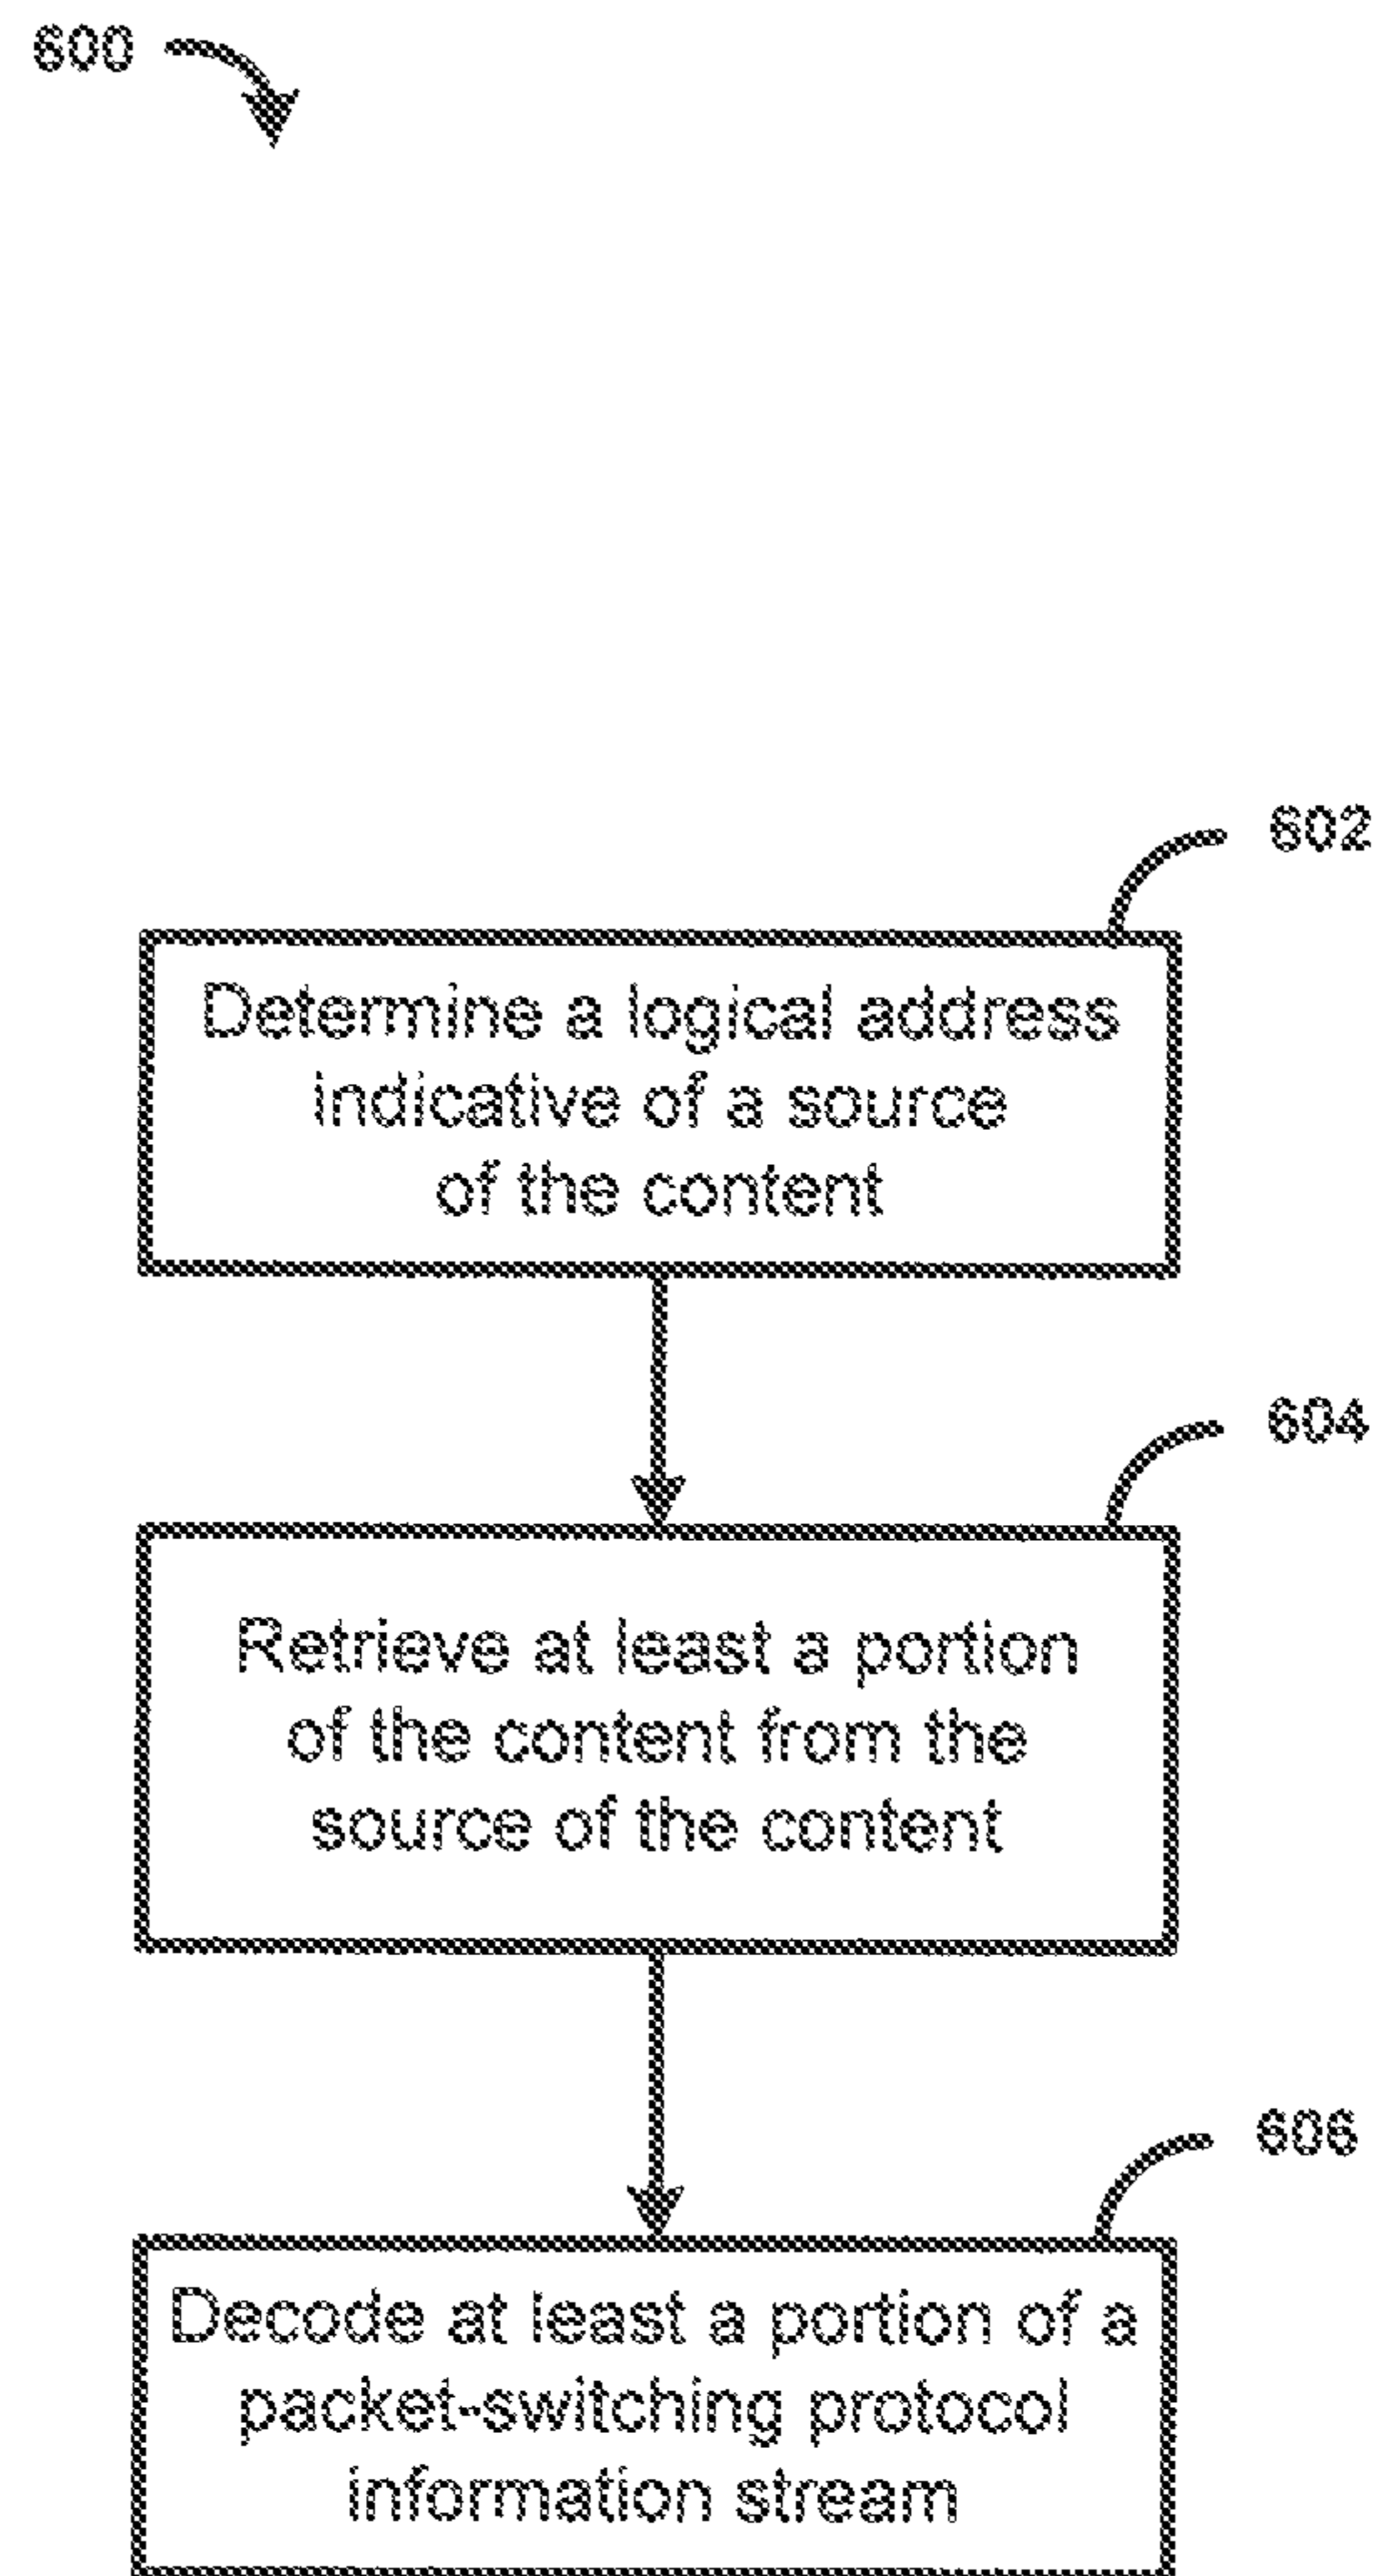 600
602
Determine a logical address
indicative of a source
of the content
604
Retrieve at least a portion
of the content from the
source of the content
606
Decode at least a portion of a
packet-switching protocol
information stream